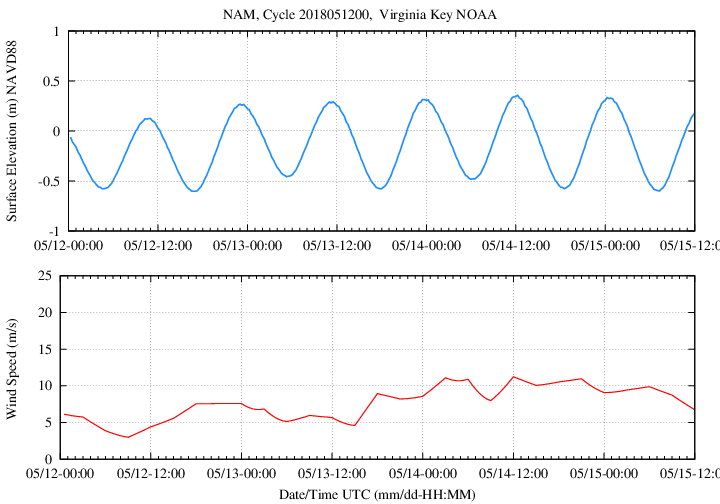 NAM, Cycle 2018051200,  Virginia Key NOAA
Surface Elevation (m) NAVD88
1
0.5
0
-0.5
-1
05/12-00:00 05/12-12:00 05/13-00:00 05/13-12:00 05/14-00:00 05/14-12:00 05/15-00:00 05/15-12:0
Wind Speed (m/s)
25
20
15
10
5
0
05/12-00:00 05/12-12:00 05/13-00:00 05/13-12:00 05/14-00:00 05/14-12:00 05/15-00:00 05/15-12:0
Date/Time UTC (mm/dd-HH:MM)